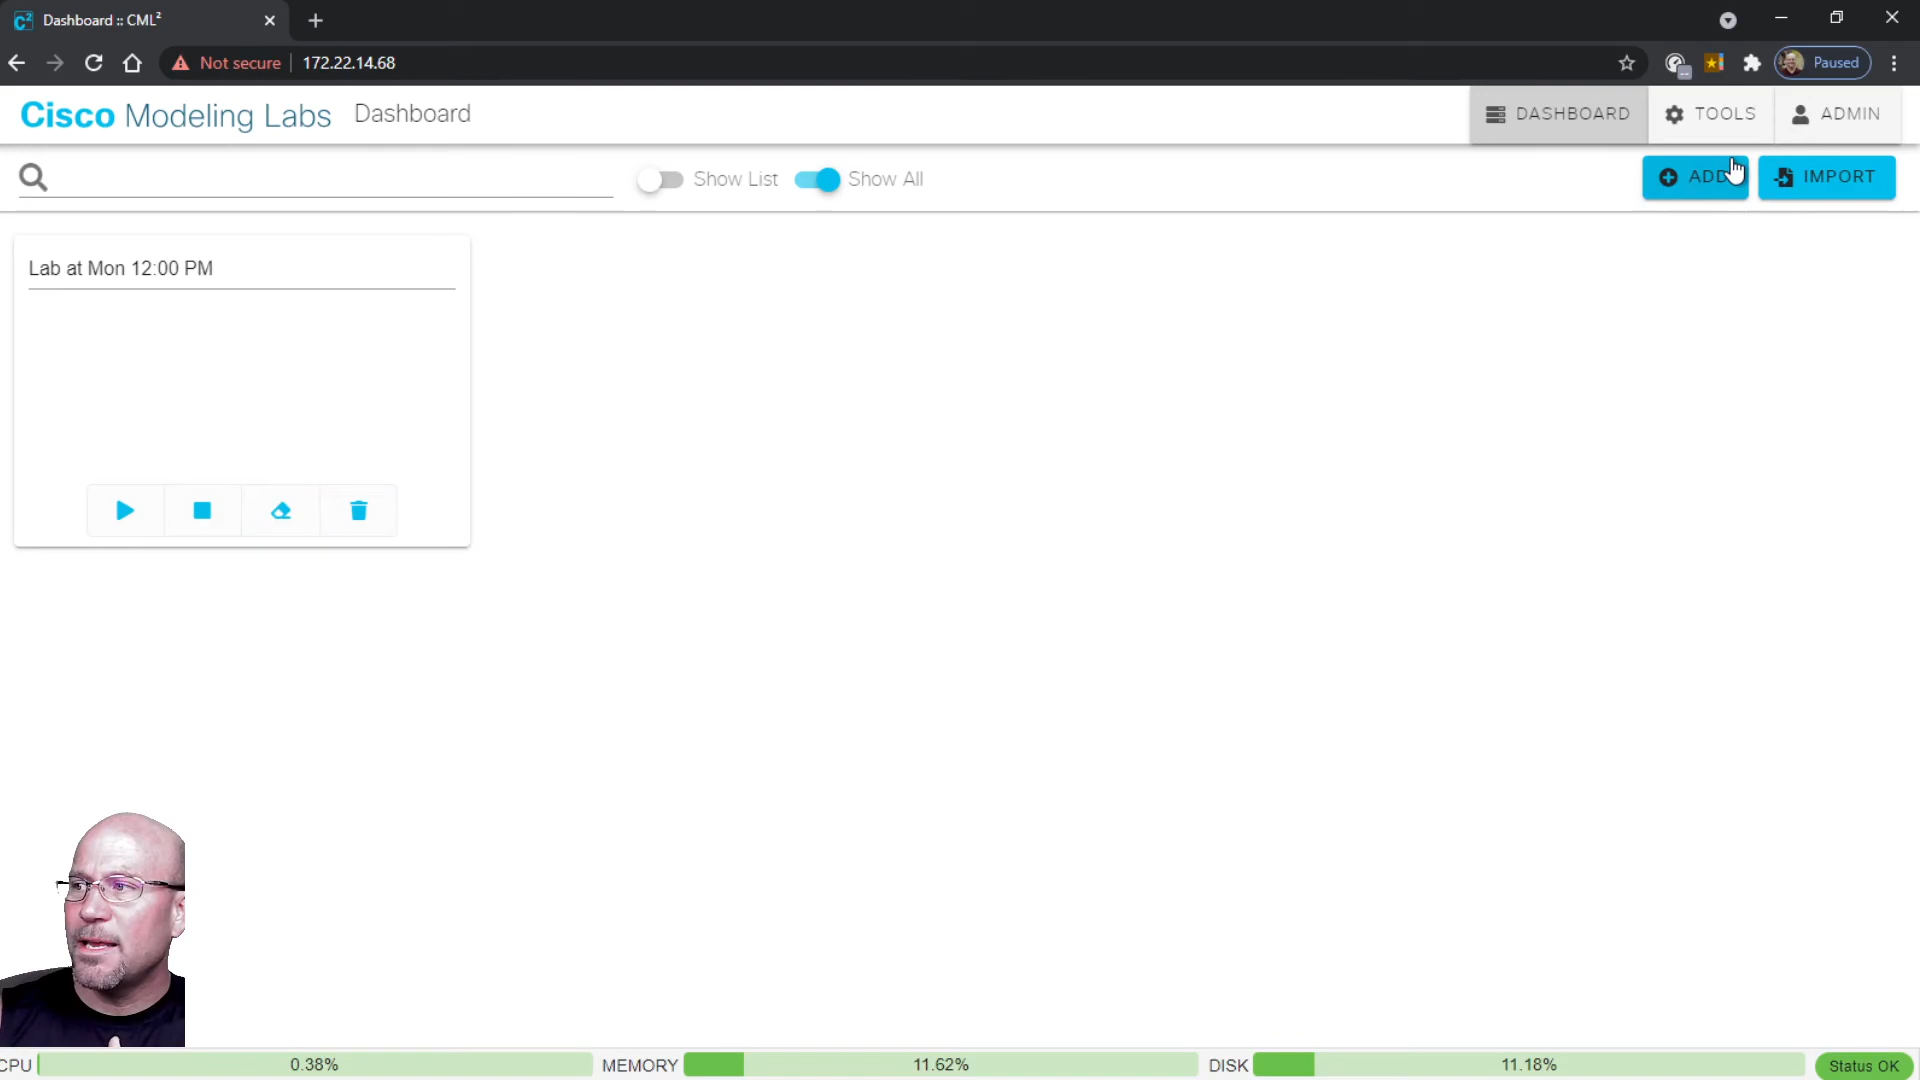 Dashboard :: CML²
Not secure 172.22.14.68
Paused
Cisco Modeling Labs Dashboard
DASHBOARD TOOLS ADMIN
Show List Show All
ADD IMPORT
Lab at Mon 12:00 PM
CPU 0.38% MEMORY 11.62% DISK 11.18% Status OK